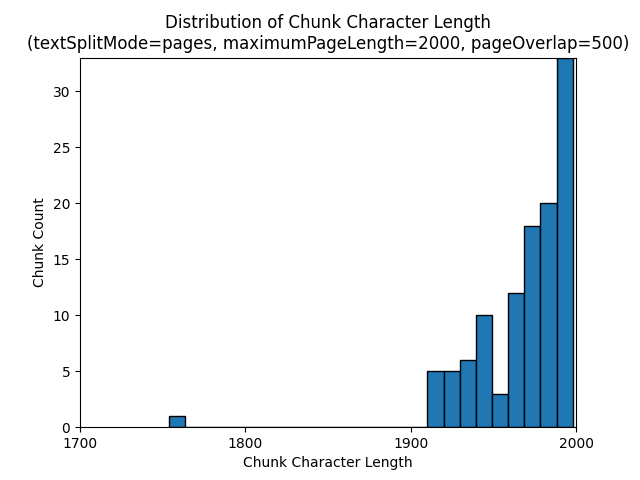 Distribution of Chunk Character Length
(textSplitMode=pages, maximumPageLength=2000, pageOverlap=500)
30
25
20
15
10
5
0
Chunk Count
1700 1800 1900 2000
Chunk Character Length